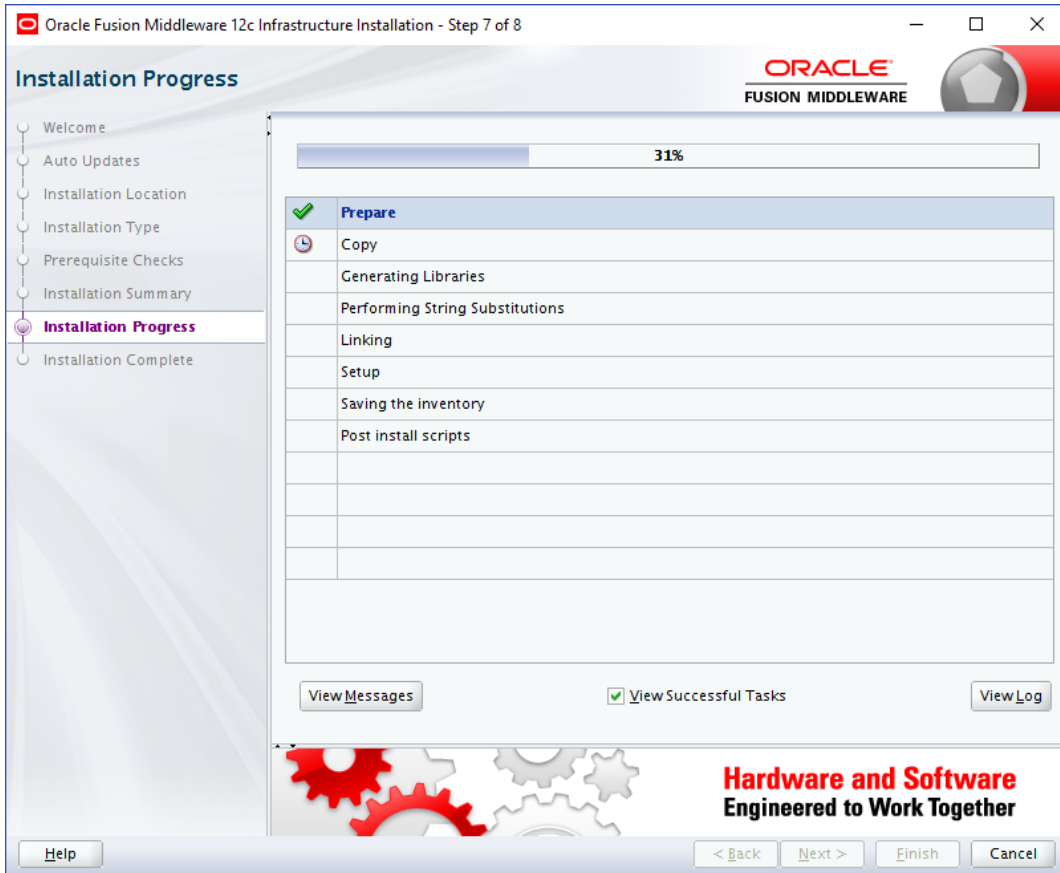 Oracle Fusion Middleware 12c Infrastructure Installation - Step 7 of 8
Installation Progress
ORACLE
FUSION MIDDLEWARE
Welcome
Auto Updates
Installation Location
Installation Type
Prerequisite Checks
Installation Summary
Installation Progress
Installation Complete
31%
Prepare
Copy
Generating Libraries
Performing String Substitutions
Linking
Setup
Saving the inventory
Post install scripts
View Messages
View Successful Tasks
View Log
Hardware and Software
Engineered to Work Together
Help
< Back
Next >
Finish
Cancel